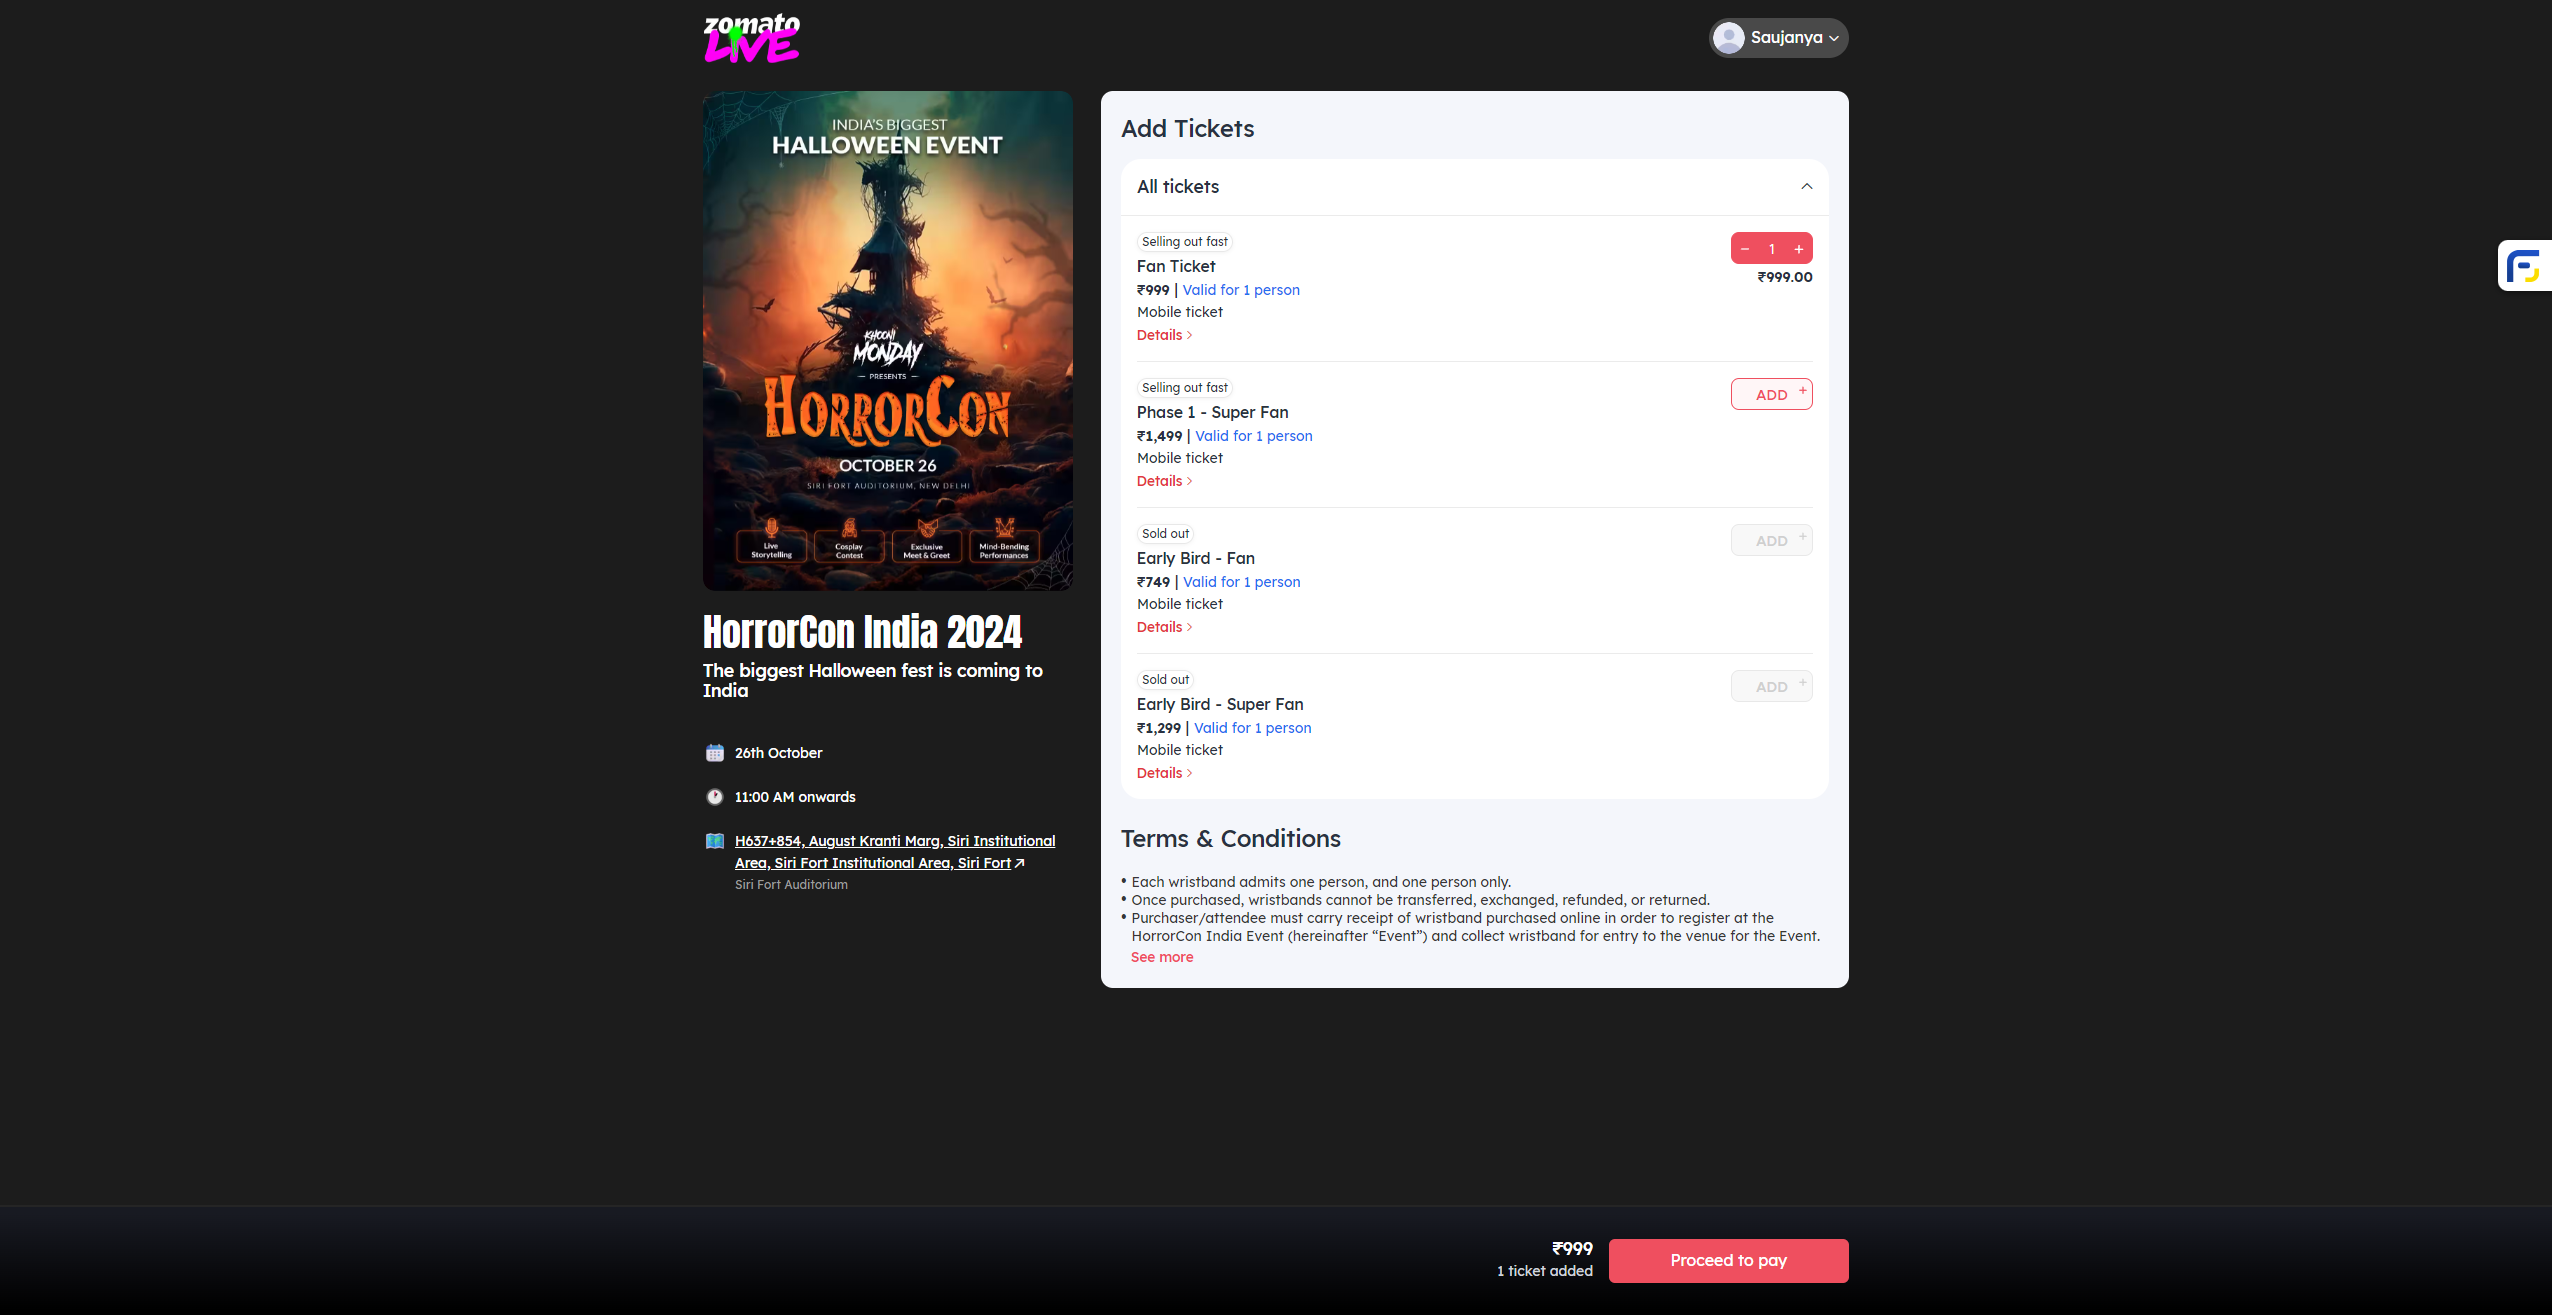 zomato
LIVE
Saujanya
INDIA'S BIGGEST
HALLOWEEN EVENT
KHOONI
MONDAY
PRESENTS
HORRORCON
OCTOBER 26
SIRI FORT AUDITORIUM, NEW DELHI
Live
Storytelling
Cosplay
Contest
Exclusive
Meet & Greet
Mind-Bending
Performances
HorrorCon India 2024
The biggest Halloween fest is coming to
India
26th October
11:00 AM onwards
H637+854, August Kranti Marg, Siri Institutional
Area, Siri Fort Institutional Area, Siri Fort
Siri Fort Auditorium
Add Tickets
All tickets
Selling out fast
Fan Ticket
₹999 | Valid for 1 person
Mobile ticket
Details >
− 1 +
₹999.00
Selling out fast
Phase 1 - Super Fan
₹1,499 | Valid for 1 person
Mobile ticket
Details >
ADD +
Sold out
Early Bird - Fan
₹749 | Valid for 1 person
Mobile ticket
Details >
ADD +
Sold out
Early Bird - Super Fan
₹1,299 | Valid for 1 person
Mobile ticket
Details >
ADD +
Terms & Conditions
• Each wristband admits one person, and one person only.
• Once purchased, wristbands cannot be transferred, exchanged, refunded, or returned.
• Purchaser/attendee must carry receipt of wristband purchased online in order to register at the
HorrorCon India Event (hereinafter “Event”) and collect wristband for entry to the venue for the Event.
See more
₹999
1 ticket added
Proceed to pay